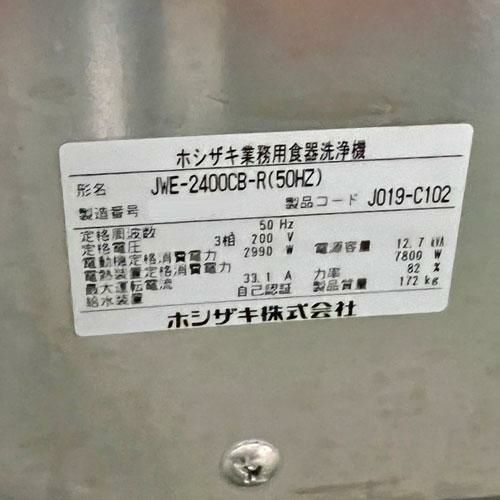 ホシザキ業務用食器洗浄機
形名 JWE-2400CB-R(50HZ)
製造番号 製品コード J019-C102
定格周波数 50 Hz
定格電圧 3相 200 V 電源容量 12.7 kVA
電動機定格消費電力 2990 W 7800 W
電熱装置定格消費電力 力率 82 %
最大運転電流 33.1 A 製品質量 172 kg
給水装置 自己認証
ホシザキ株式会社